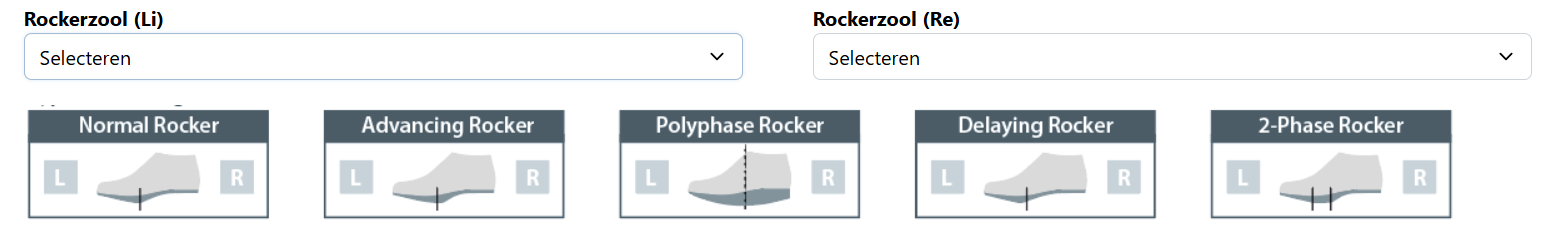 Rockerzool (Li) Rockerzool (Re)
Selecteren Selecteren
Normal Rocker Advancing Rocker Polyphase Rocker Delaying Rocker 2-Phase Rocker
L R L R L R L R L R